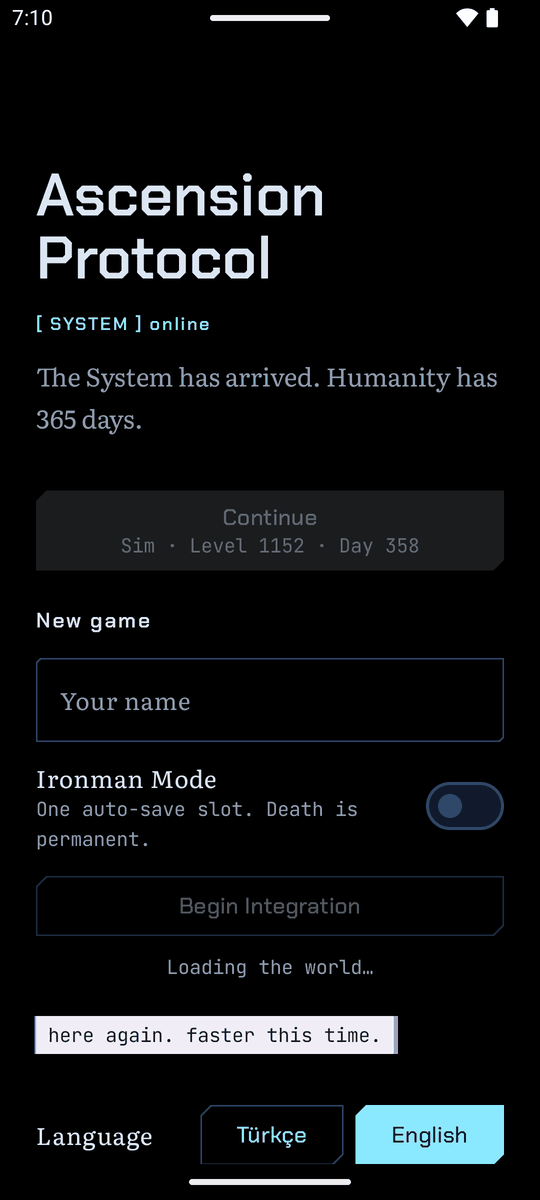 7:10
Ascension
Protocol
[ SYSTEM ] online
The System has arrived. Humanity has
365 days.
Continue
Sim · Level 1152 · Day 358
New game
Your name
Ironman Mode
One auto-save slot. Death is
permanent.
Begin Integration
Loading the world…
here again. faster this time.
Language
Türkçe
English